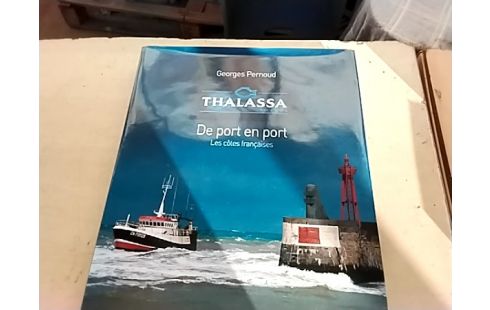 Georges Pernoud
THALASSA
De port en port
Les côtes françaises